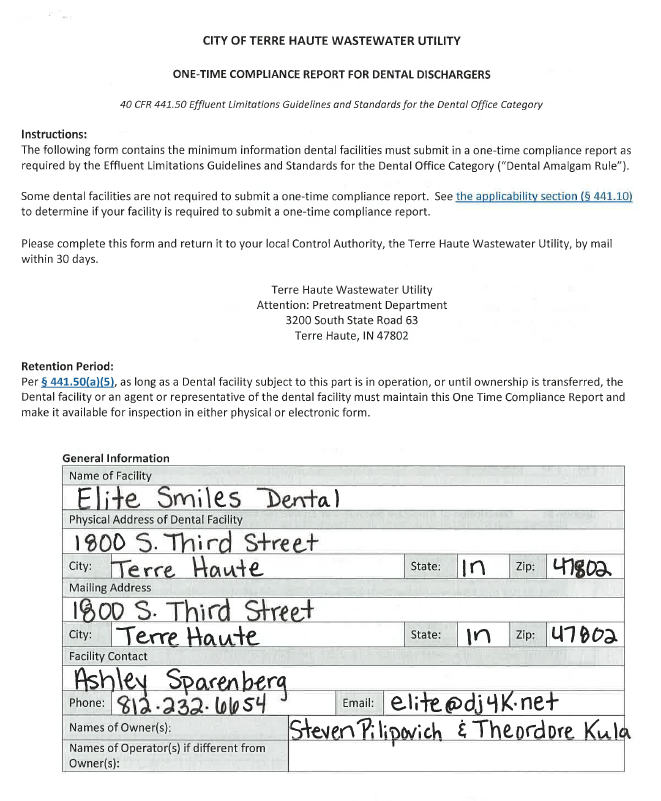 CITY OF TERRE HAUTE WASTEWATER UTILITY
ONE-TIME COMPLIANCE REPORT FOR DENTAL DISCHARGERS
40 CFR 441.50 Effluent Limitations Guidelines and Standards for the Dental Office Category
Instructions:
The following form contains the minimum information dental facilities must submit in a one-time compliance report as
required by the Effluent Limitations Guidelines and Standards for the Dental Office Category ("Dental Amalgam Rule").
Some dental facilities are not required to submit a one-time compliance report. See the applicability section (§ 441.10)
to determine if your facility is required to submit a one-time compliance report.
Please complete this form and return it to your local Control Authority, the Terre Haute Wastewater Utility, by mail
within 30 days.
Terre Haute Wastewater Utility
Attention: Pretreatment Department
3200 South State Road 63
Terre Haute, IN 47802
Retention Period:
Per § 441.50(a)(5), as long as a Dental facility subject to this part is in operation, or until ownership is transferred, the
Dental facility or an agent or representative of the dental facility must maintain this One Time Compliance Report and
make it available for inspection in either physical or electronic form.
General Information
Name of Facility
Elite Smiles Dental
Physical Address of Dental Facility
1800 S. Third Street
City: Terre Haute State: In Zip: 47802
Mailing Address
1800 S. Third Street
City: Terre Haute State: In Zip: 47802
Facility Contact
Ashley Sparenberg
Phone: 812.232.6654 Email: elite@dj4k.net
Names of Owner(s): Steven Pilipovich & Theordore Kula
Names of Operator(s) if different from
Owner(s):